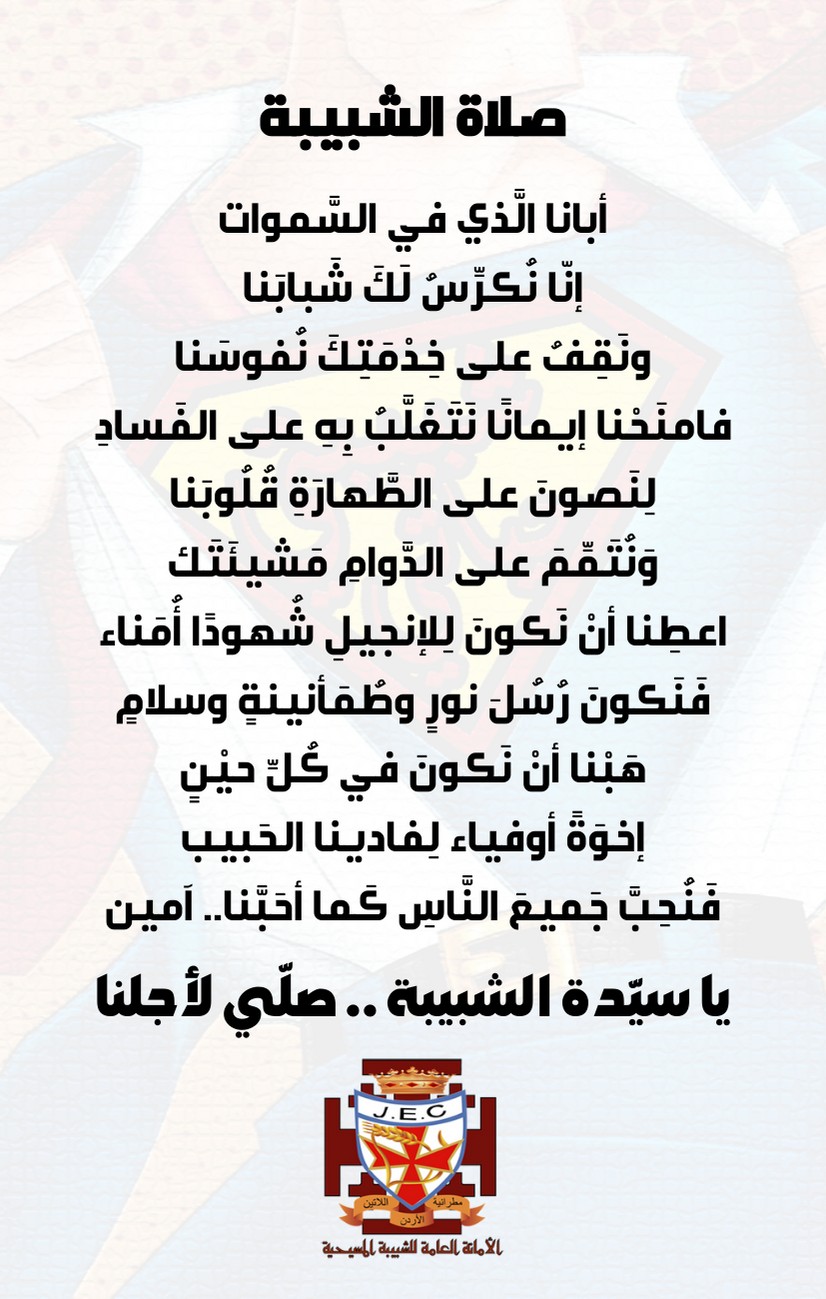 صلاة الشبيبة
أبانا الَّذي في السَّموات
إنّا نُكرِّسُ لَكَ شَبابَنا
ونَقِفُ على خِدْمَتِكَ نُفوسَنا
فامنَحْنا إيمانًا نَتَغَلَّبُ بِهِ على الفَسادِ
لِنَصونَ على الطَّهارَةِ قُلُوبَنا
وَنُتَمِّمَ على الدَّوامِ مَشيئَتَك
اعطِنا أنْ نَكونَ لِلإنجيلِ شُهودًا أُمَناء
فَنَكونَ رُسُلَ نورٍ وطُمَأنينةٍ وسلامٍ
هَبْنا أنْ نَكونَ في كُلِّ حيْنٍ
إخوَةً أوفياء لِفادينا الحَبيب
فَنُحِبَّ جَميعَ النَّاسِ كَما أحَبَّنا.. آمين
يا سيّدة الشبيبة .. صلّي لأجلنا
J.E.C
مطرانية اللاتين
الأردن
الأمانة العامة للشبيبة المسيحية